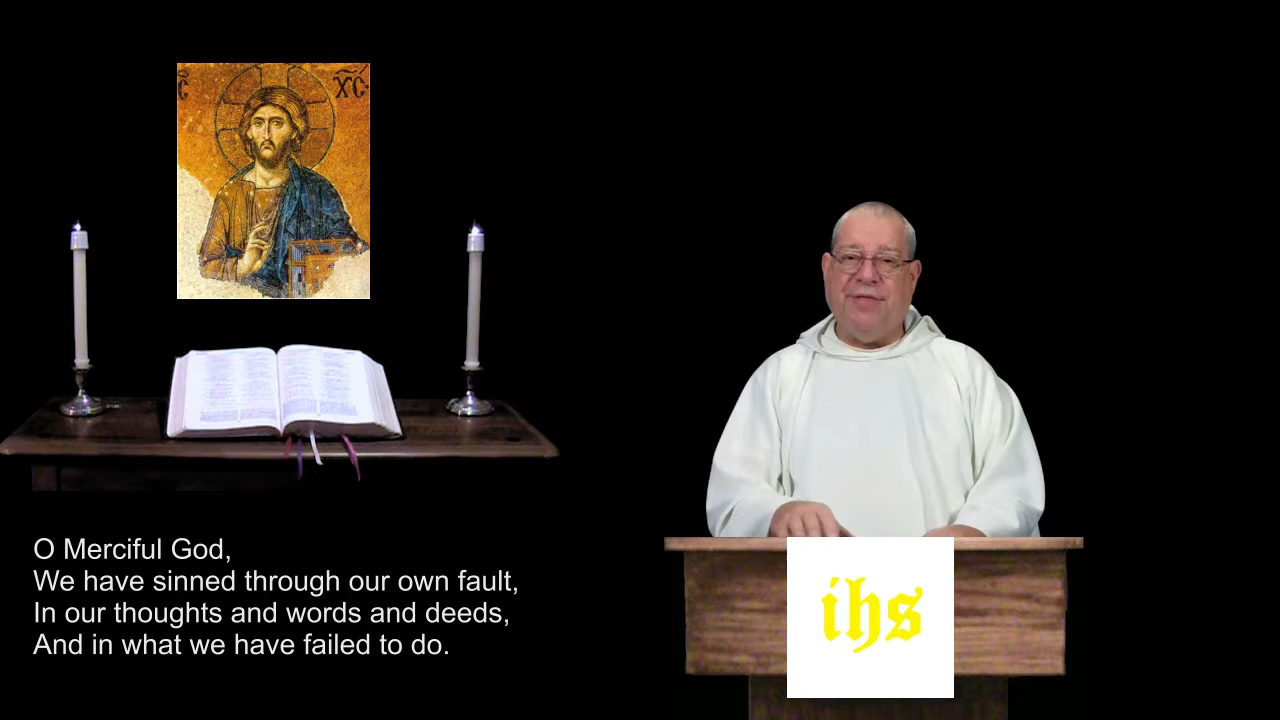 C XC
O Merciful God,
We have sinned through our own fault,
In our thoughts and words and deeds,
And in what we have failed to do.
ihs